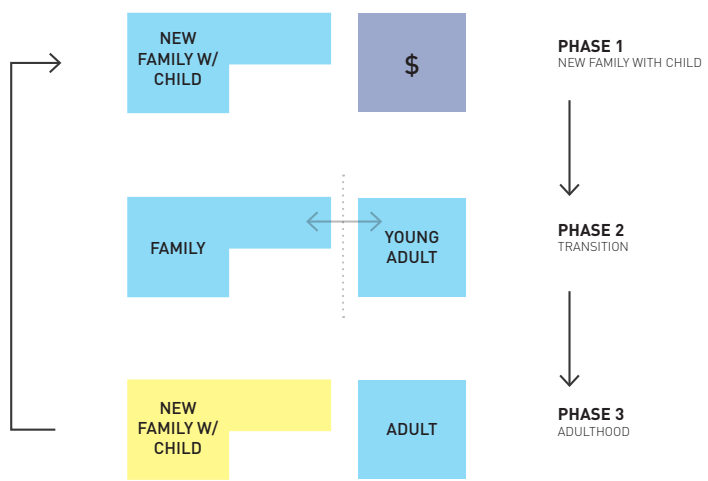 NEW
FAMILY W/
CHILD
$
PHASE 1
NEW FAMILY WITH CHILD
FAMILY
YOUNG
ADULT
PHASE 2
TRANSITION
NEW
FAMILY W/
CHILD
ADULT
PHASE 3
ADULTHOOD